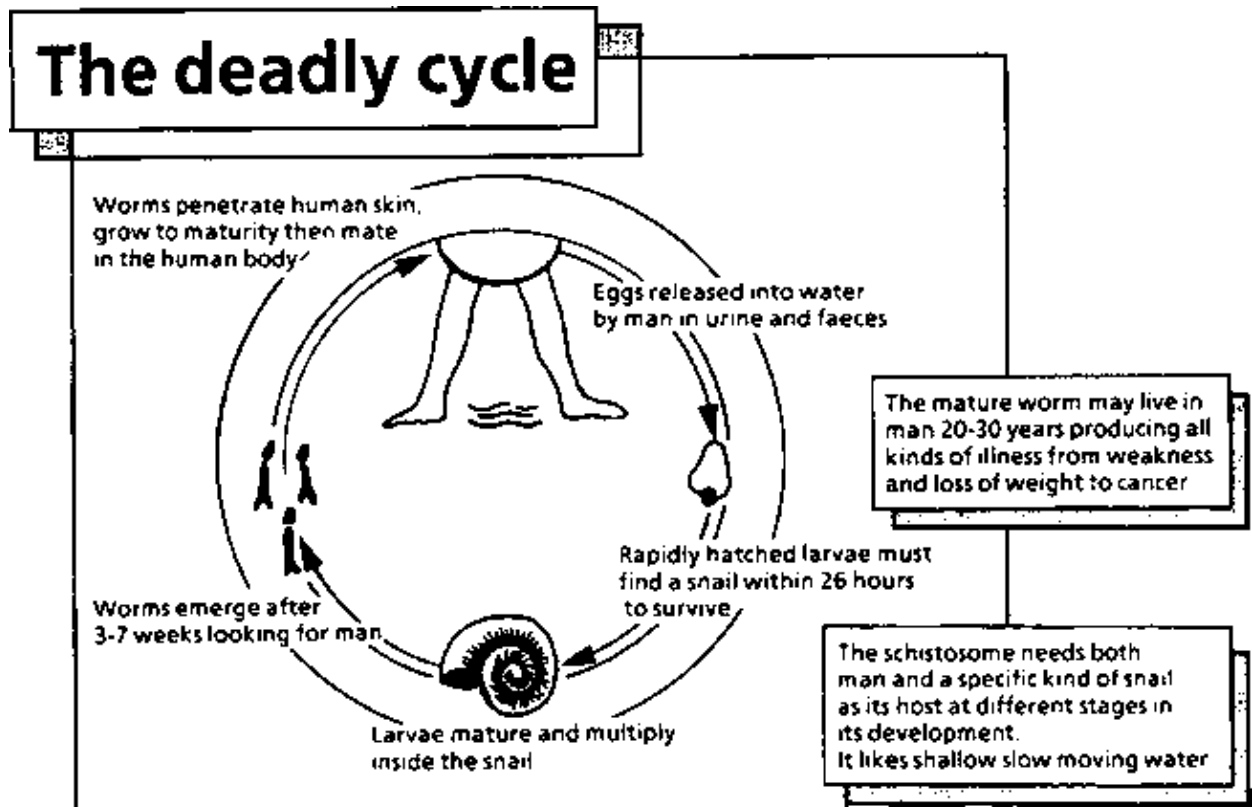 The deadly cycle
Worms penetrate human skin,
grow to maturity then mate
in the human body
Eggs released into water
by man in urine and faeces
Rapidly hatched larvae must
find a snail within 26 hours
to survive
Larvae mature and multiply
inside the snail
Worms emerge after
3-7 weeks looking for man
The mature worm may live in
man 20-30 years producing all
kinds of illness from weakness
and loss of weight to cancer
The schistosome needs both
man and a specific kind of snail
as its host at different stages in
its development.
It likes shallow slow moving water